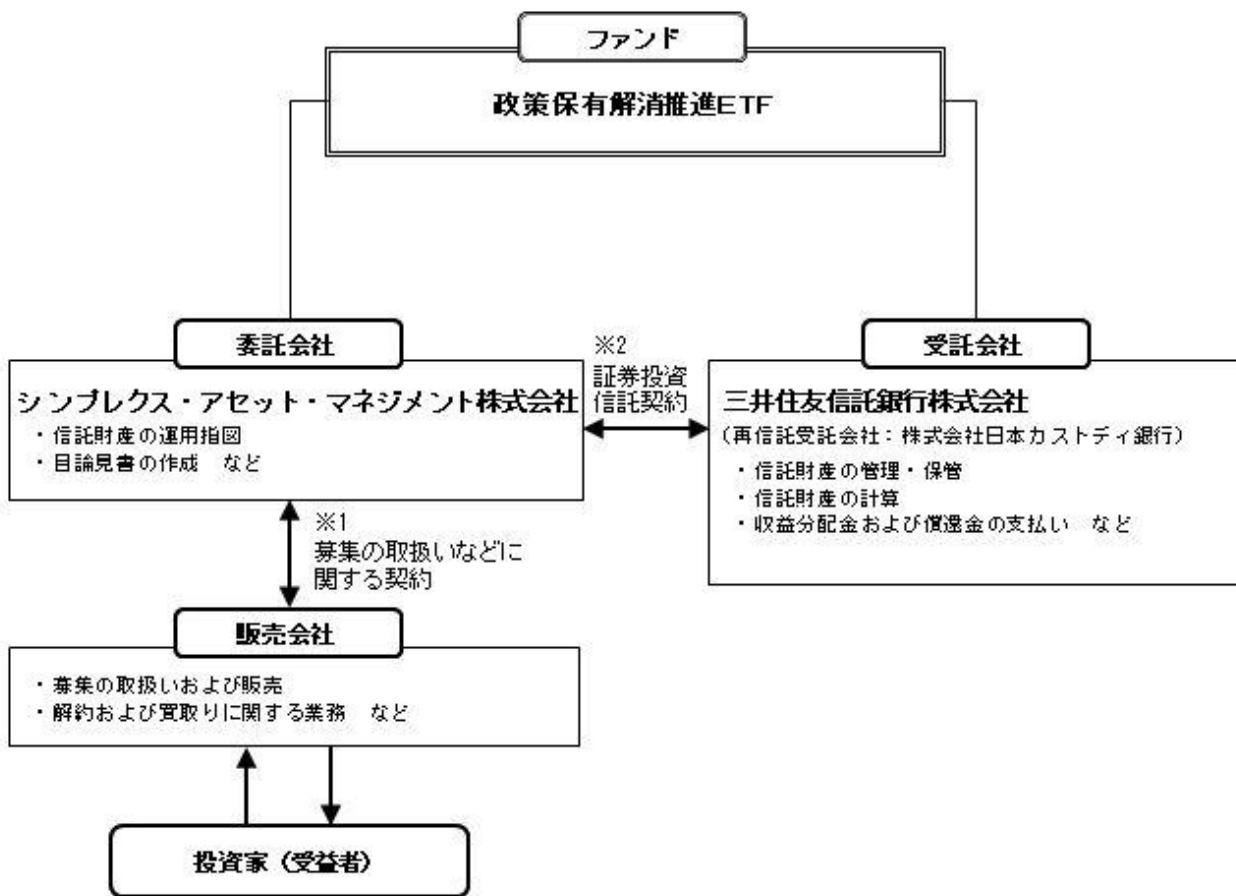 ファンド
政策保有解消推進ETF
委託会社
シンプレクス・アセット・マネジメント株式会社
・信託財産の運用指図
・目論見書の作成 など
※2
証券投資
信託契約
受託会社
三井住友信託銀行株式会社
(再信託受託会社:株式会社日本カストディ銀行)
・信託財産の管理・保管
・信託財産の計算
・収益分配金および償還金の支払い など
※1
募集の取扱いなどに
関する契約
販売会社
・募集の取扱いおよび販売
・解約および買取りに関する業務 など
投資家(受益者)